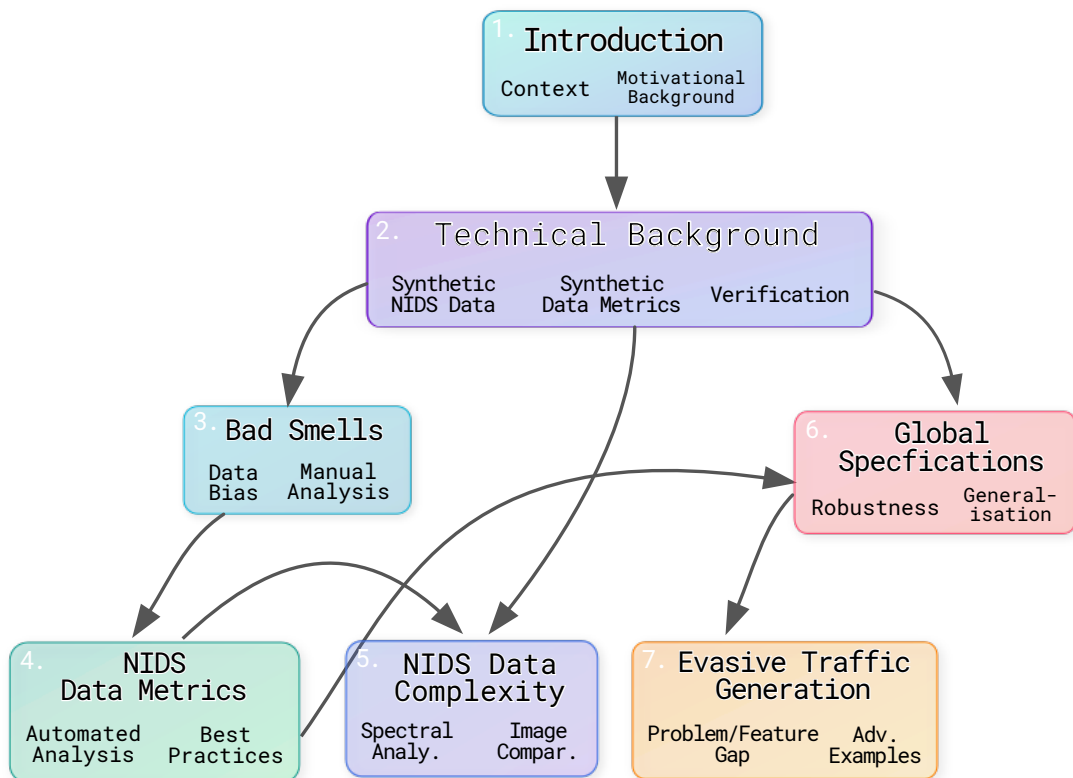 1. Introduction
Context
Motivational
Background
2. Technical Background
Synthetic
NIDS Data
Synthetic
Data Metrics
Verification
3. Bad Smells
Data
Bias
Manual
Analysis
6. Global
Specfications
Robustness
General-
isation
4. NIDS
Data Metrics
Automated
Analysis
Best
Practices
5. NIDS Data
Complexity
Spectral
Analy.
Image
Compar.
7. Evasive Traffic
Generation
Problem/Feature
Gap
Adv.
Examples